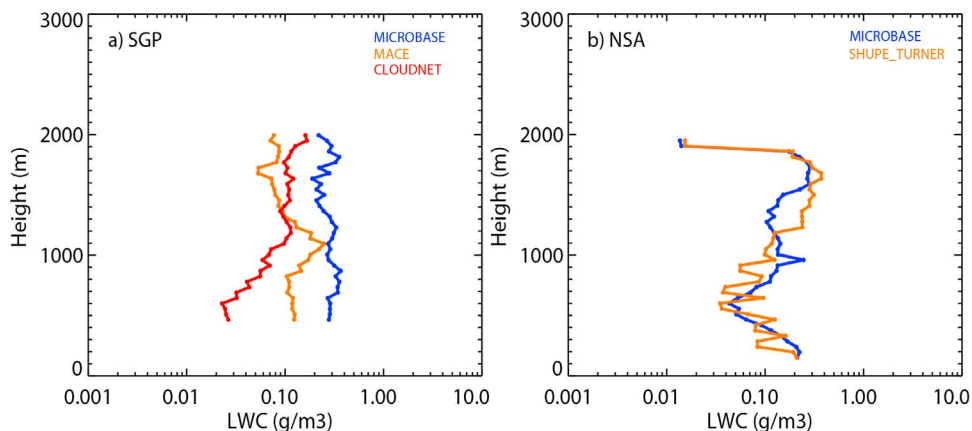 3000
a) SGP
MICROBASE
MACE
CLOUDNET
2000
Height (m)
1000
0
0.001
0.01
0.10
1.00
10.0
LWC (g/m3)
3000
b) NSA
MICROBASE
SHUPE_TURNER
2000
Height (m)
1000
0
0.001
0.01
0.10
1.00
10.0
LWC (g/m3)